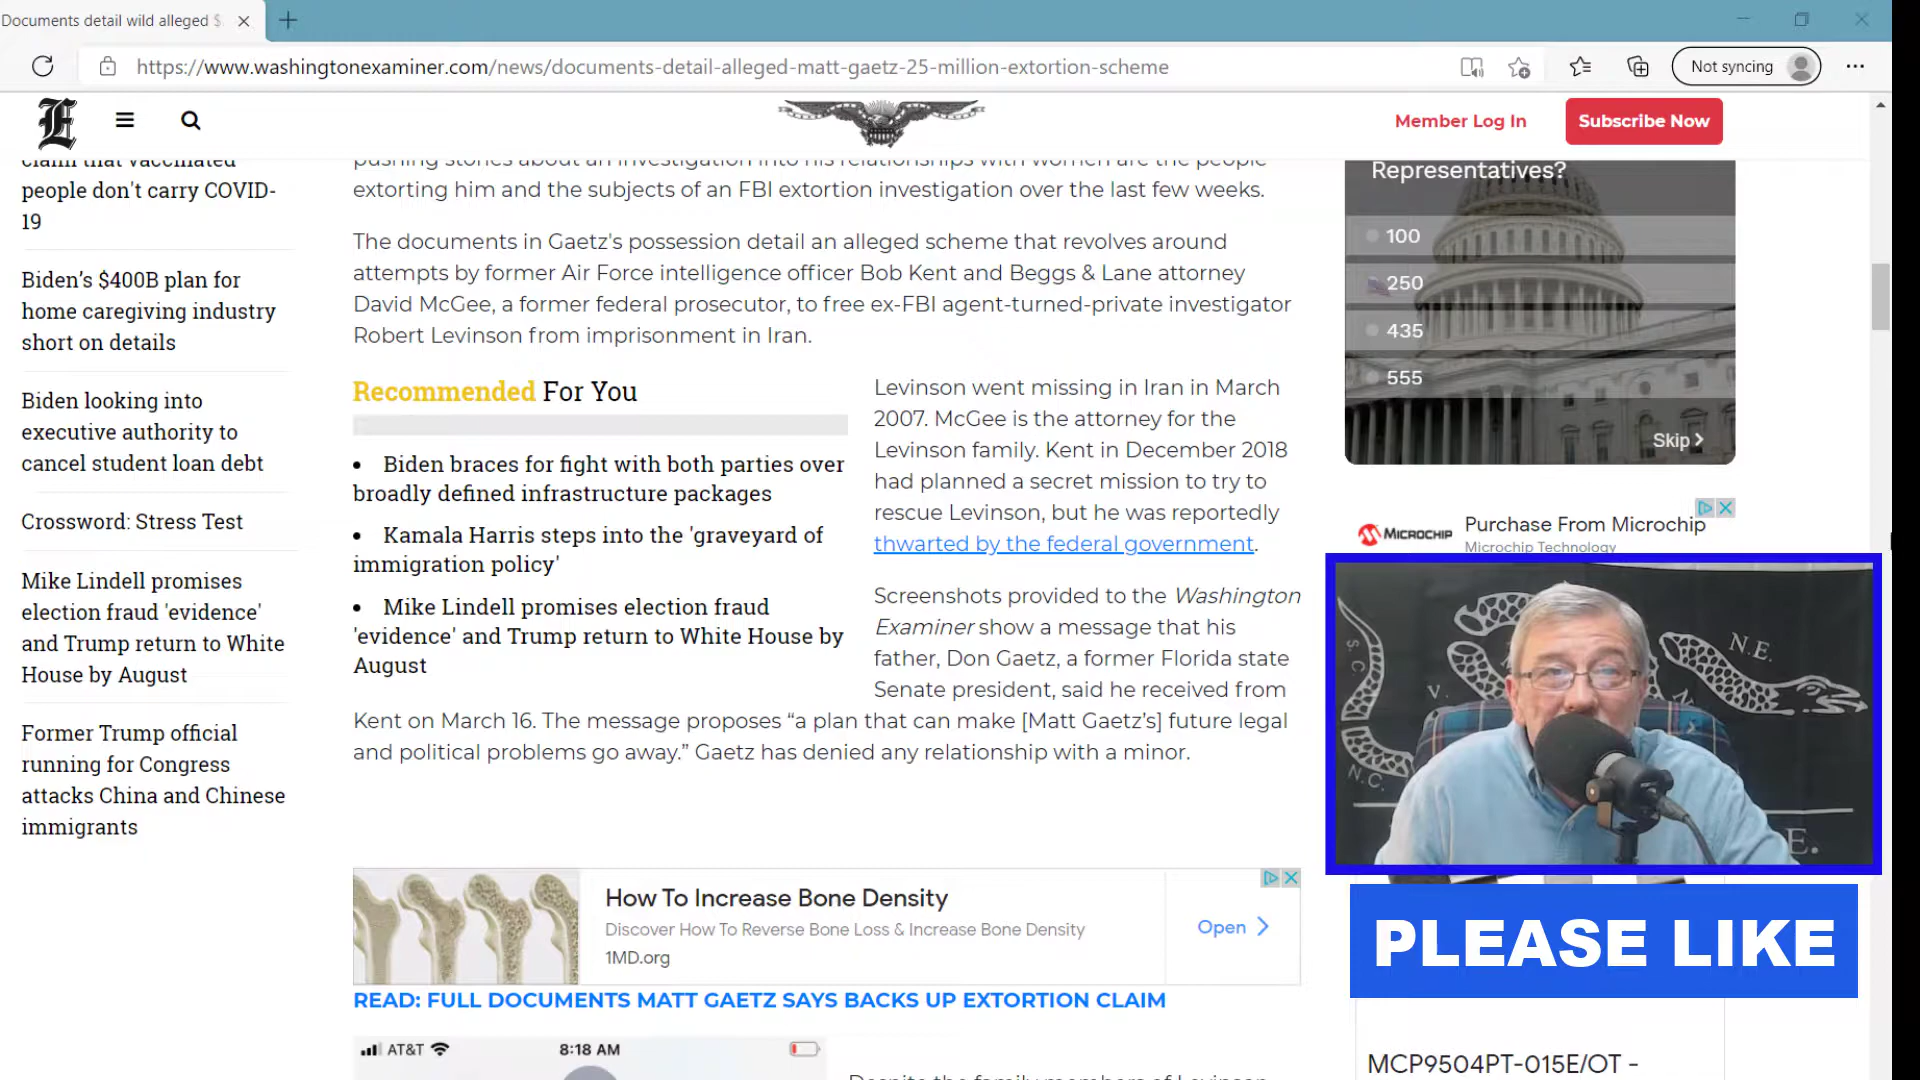 Documents detail wild alleged $
https://www.washingtonexaminer.com/news/documents-detail-alleged-matt-gaetz-25-million-extortion-scheme
Not syncing
Member Log In
Subscribe Now
claim that vaccinated
people don't carry COVID-
19
Biden's $400B plan for
home caregiving industry
short on details
Biden looking into
executive authority to
cancel student loan debt
Crossword: Stress Test
Mike Lindell promises
election fraud 'evidence'
and Trump return to White
House by August
Former Trump official
running for Congress
attacks China and Chinese
immigrants
pushing stories about an investigation into his relationships with women are the people
extorting him and the subjects of an FBI extortion investigation over the last few weeks.
The documents in Gaetz's possession detail an alleged scheme that revolves around
attempts by former Air Force intelligence officer Bob Kent and Beggs & Lane attorney
David McGee, a former federal prosecutor, to free ex-FBI agent-turned-private investigator
Robert Levinson from imprisonment in Iran.
Recommended For You
• Biden braces for fight with both parties over
broadly defined infrastructure packages
• Kamala Harris steps into the 'graveyard of
immigration policy'
• Mike Lindell promises election fraud
'evidence' and Trump return to White House by
August
Levinson went missing in Iran in March
2007. McGee is the attorney for the
Levinson family. Kent in December 2018
had planned a secret mission to try to
rescue Levinson, but he was reportedly
thwarted by the federal government.
Screenshots provided to the Washington
Examiner show a message that his
father, Don Gaetz, a former Florida state
Senate president, said he received from
Kent on March 16. The message proposes “a plan that can make [Matt Gaetz’s] future legal
and political problems go away.” Gaetz has denied any relationship with a minor.
How To Increase Bone Density
Discover How To Reverse Bone Loss & Increase Bone Density
1MD.org
Open
READ: FULL DOCUMENTS MATT GAETZ SAYS BACKS UP EXTORTION CLAIM
AT&T
8:18 AM
Despite the family members of Levinson
Representatives?
100
250
435
555
Skip
MICROCHIP
Purchase From Microchip
Microchip Technology
S. C.
N.C.
V.
N.E.
E.
PLEASE LIKE
MCP9504PT-015E/OT -